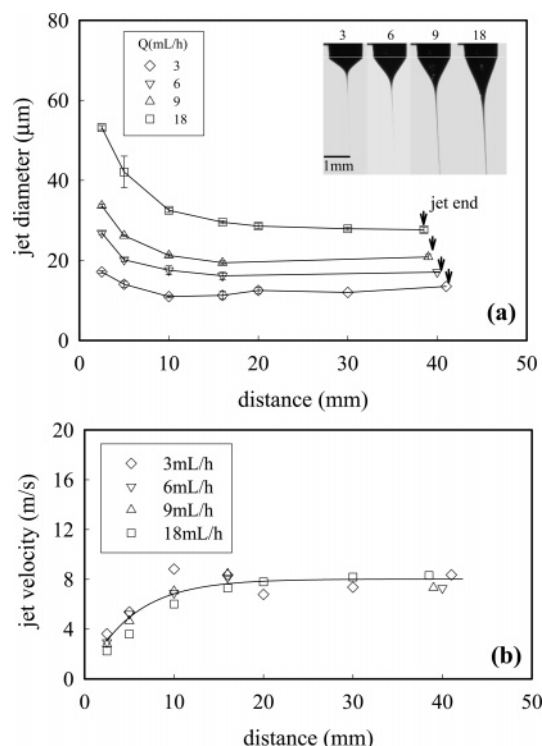 80
60
40
20
0
jet diameter (µm)
Q(mL/h)
3
6
9
18
3 6 9 18
1mm
jet end
(a)
0 10 20 30 40 50
distance (mm)
20
16
12
8
4
0
jet velocity (m/s)
3mL/h
6mL/h
9mL/h
18mL/h
(b)
0 10 20 30 40 50
distance (mm)